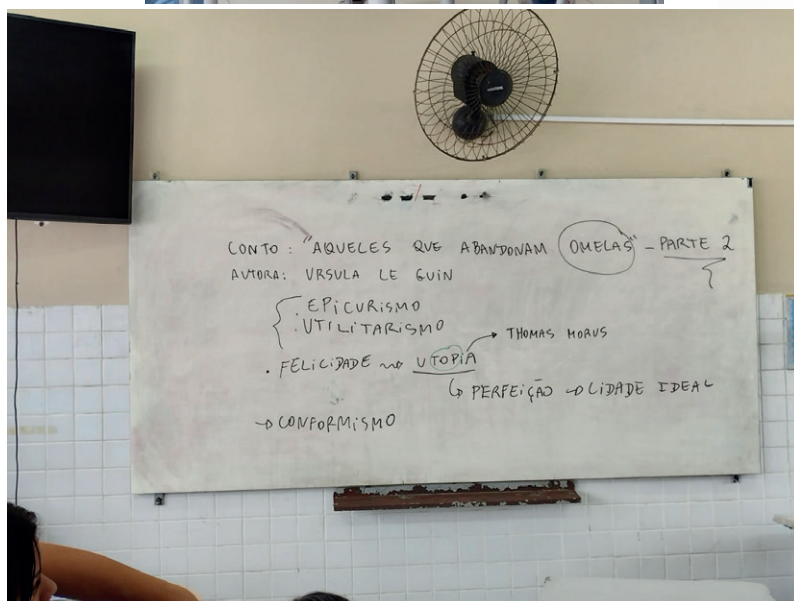 CONTO: "AQUELES QUE ABANDONAM OMELAS" - PARTE 2
AUTORA: URSULA LE GUIN
. EPICURISMO
. UTILITARISMO
. FELICIDADE → UTOPIA → THOMAS MORUS
↳ PERFEIÇÃO → CIDADE IDEAL
→ CONFORMISMO